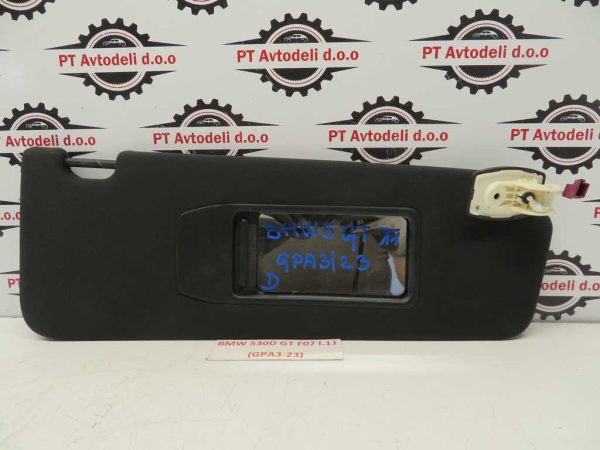 PT Avtodeli d.o.o
PT Avtodeli d.o.o
PT Avtodeli d.o.o
PT Avtodeli d.o.o
PT Avtodeli d.o.o
PT Avtodeli d.o.o
BMW 5 GT 11
GPA3/23
D
BMW 530D GT F07 l.11
(GPA3-23)